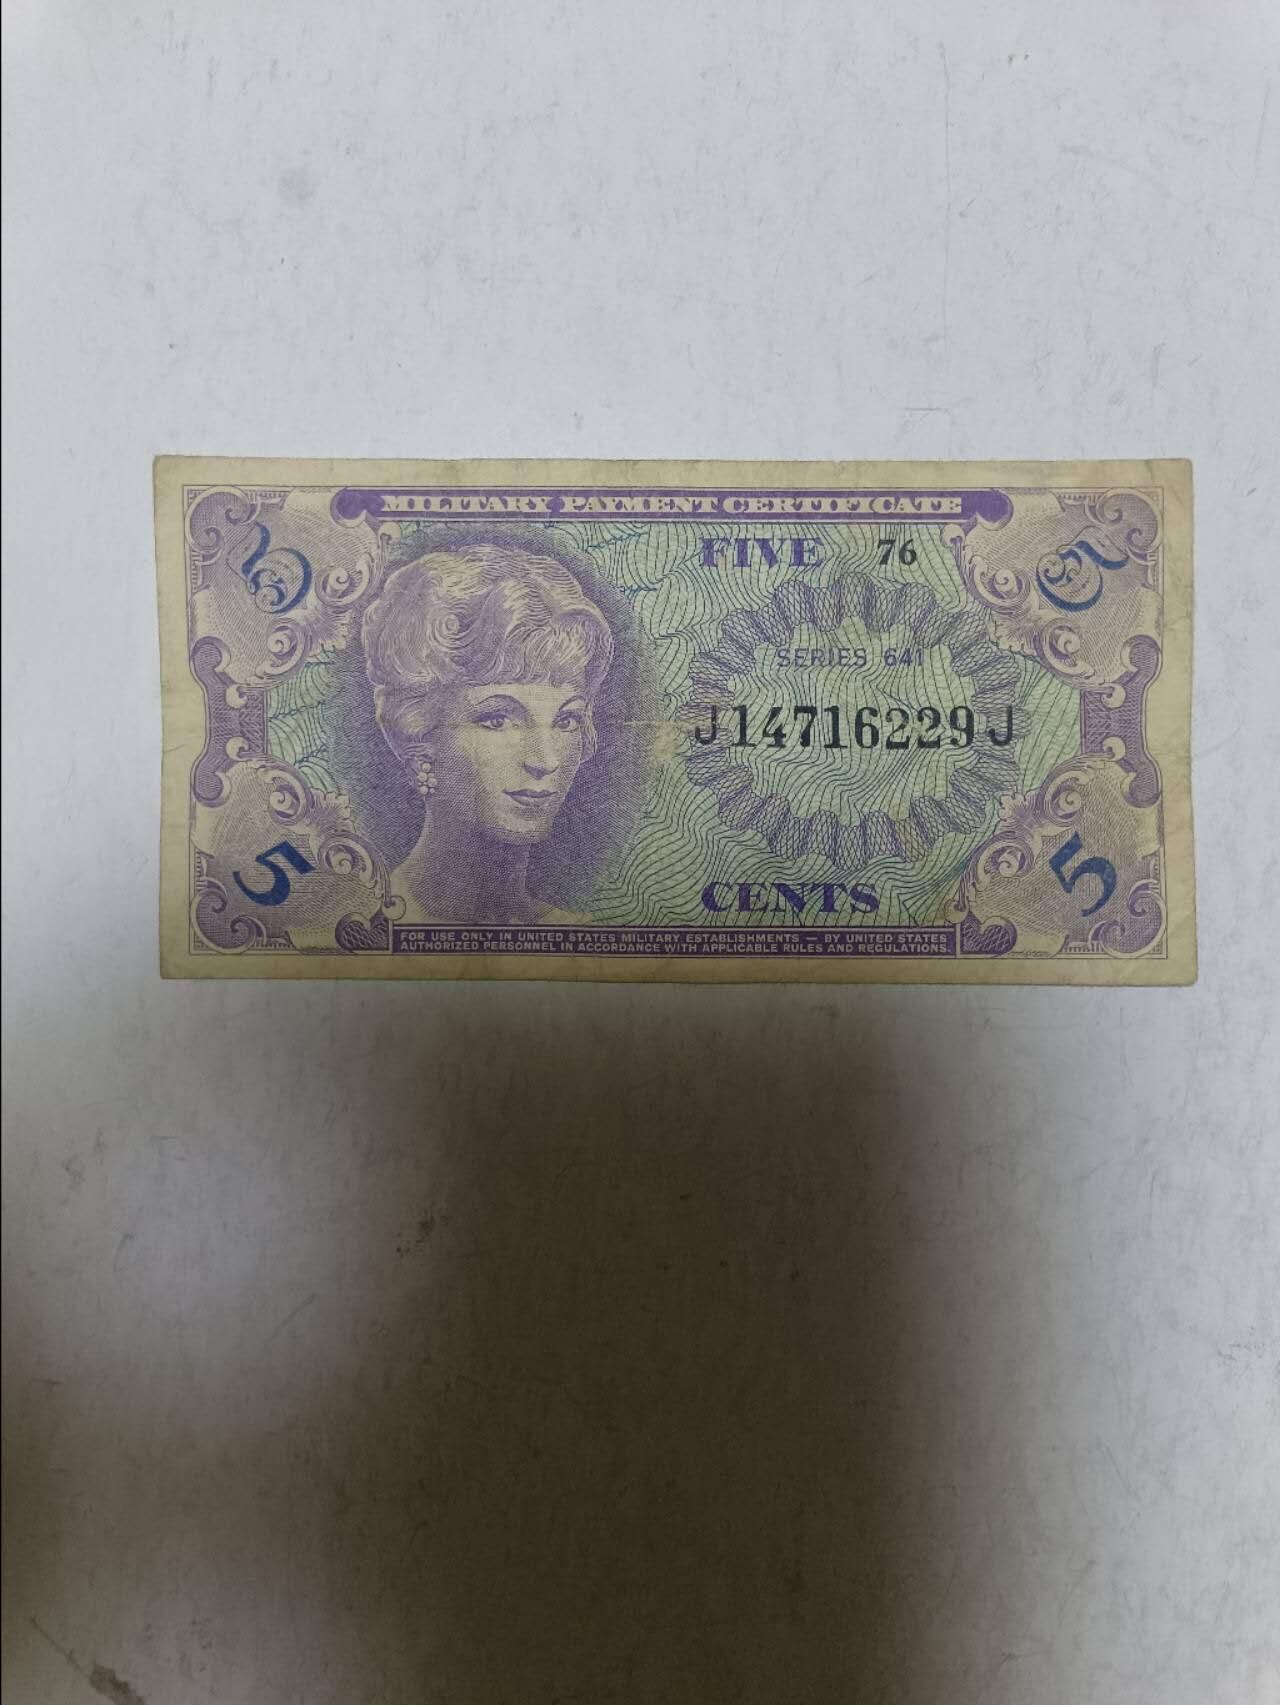 MILITARY PAYMENT CERTIFICATE
5 FIVE 76 5
SERIES 641
J14716229J
5 CENTS 5
FOR USE ONLY IN UNITED STATES MILITARY ESTABLISHMENTS — BY UNITED STATES
AUTHORIZED PERSONNEL IN ACCORDANCE WITH APPLICABLE RULES AND REGULATIONS.